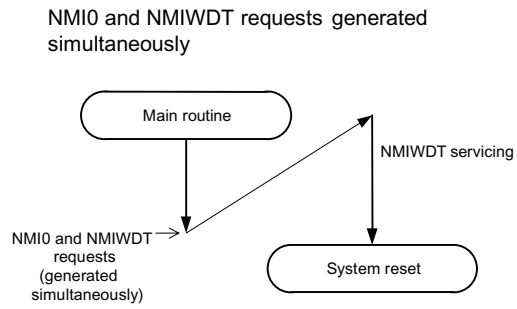 NMI0 and NMIWDT requests generated
simultaneously
Main routine
NMIWDT servicing
NMI0 and NMIWDT
requests
(generated
simultaneously)
System reset